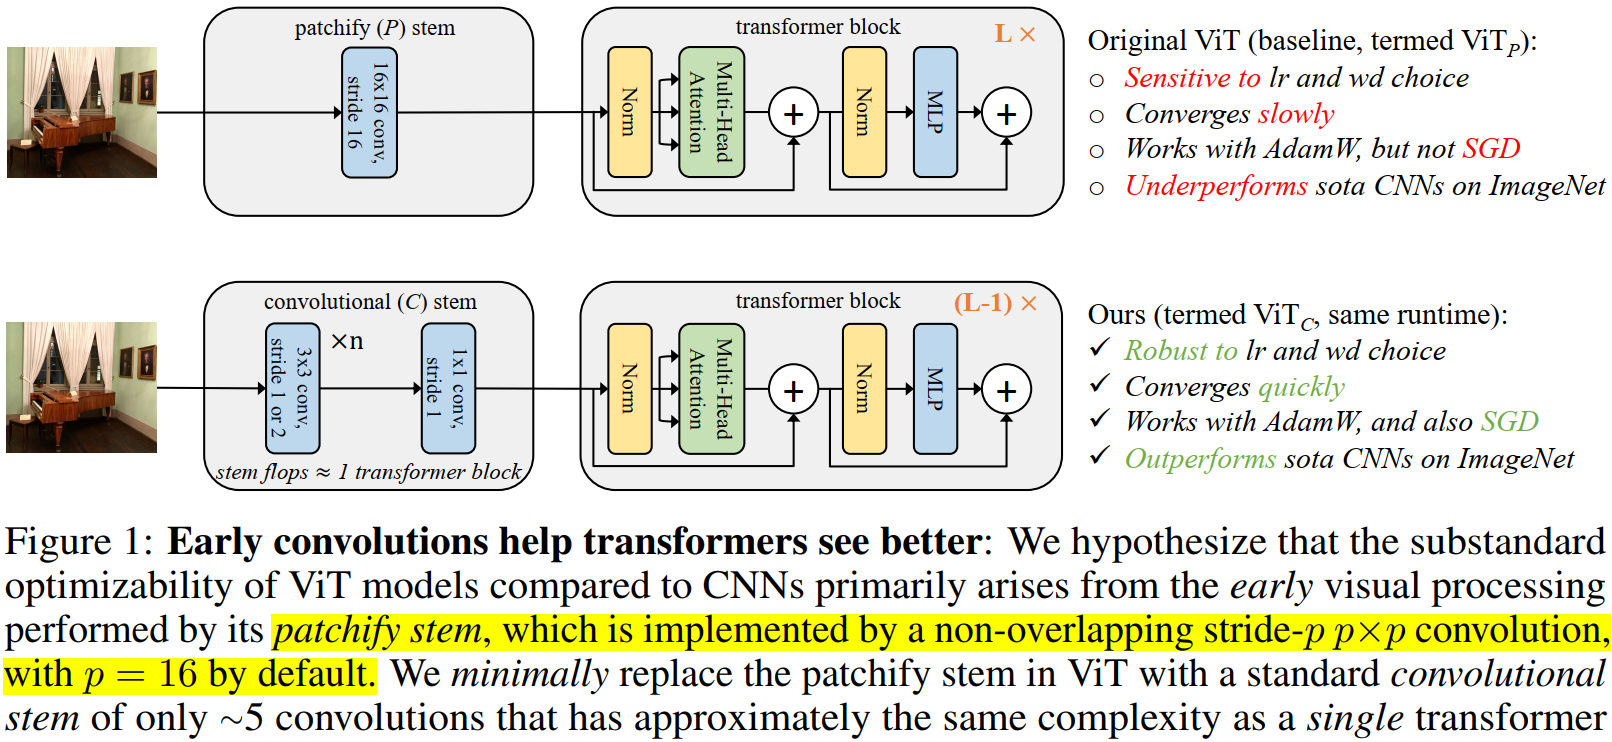 patchify (P) stem
16x16 conv,
stride 16
transformer block
L ×
Norm
Multi-Head
Attention
+
Norm
MLP
+
Original ViT (baseline, termed ViT_P):
○ Sensitive to lr and wd choice
○ Converges slowly
○ Works with AdamW, but not SGD
○ Underperforms sota CNNs on ImageNet
convolutional (C) stem
3x3 conv,
stride 1 or 2
×n
1x1 conv,
stride 1
stem flops ≈ 1 transformer block
transformer block
(L-1) ×
Norm
Multi-Head
Attention
+
Norm
MLP
+
Ours (termed ViT_C, same runtime):
✓ Robust to lr and wd choice
✓ Converges quickly
✓ Works with AdamW, and also SGD
✓ Outperforms sota CNNs on ImageNet
Figure 1: Early convolutions help transformers see better: We hypothesize that the substandard
optimizability of ViT models compared to CNNs primarily arises from the early visual processing
performed by its patchify stem, which is implemented by a non-overlapping stride-p p×p convolution,
with p = 16 by default. We minimally replace the patchify stem in ViT with a standard convolutional
stem of only ~5 convolutions that has approximately the same complexity as a single transformer